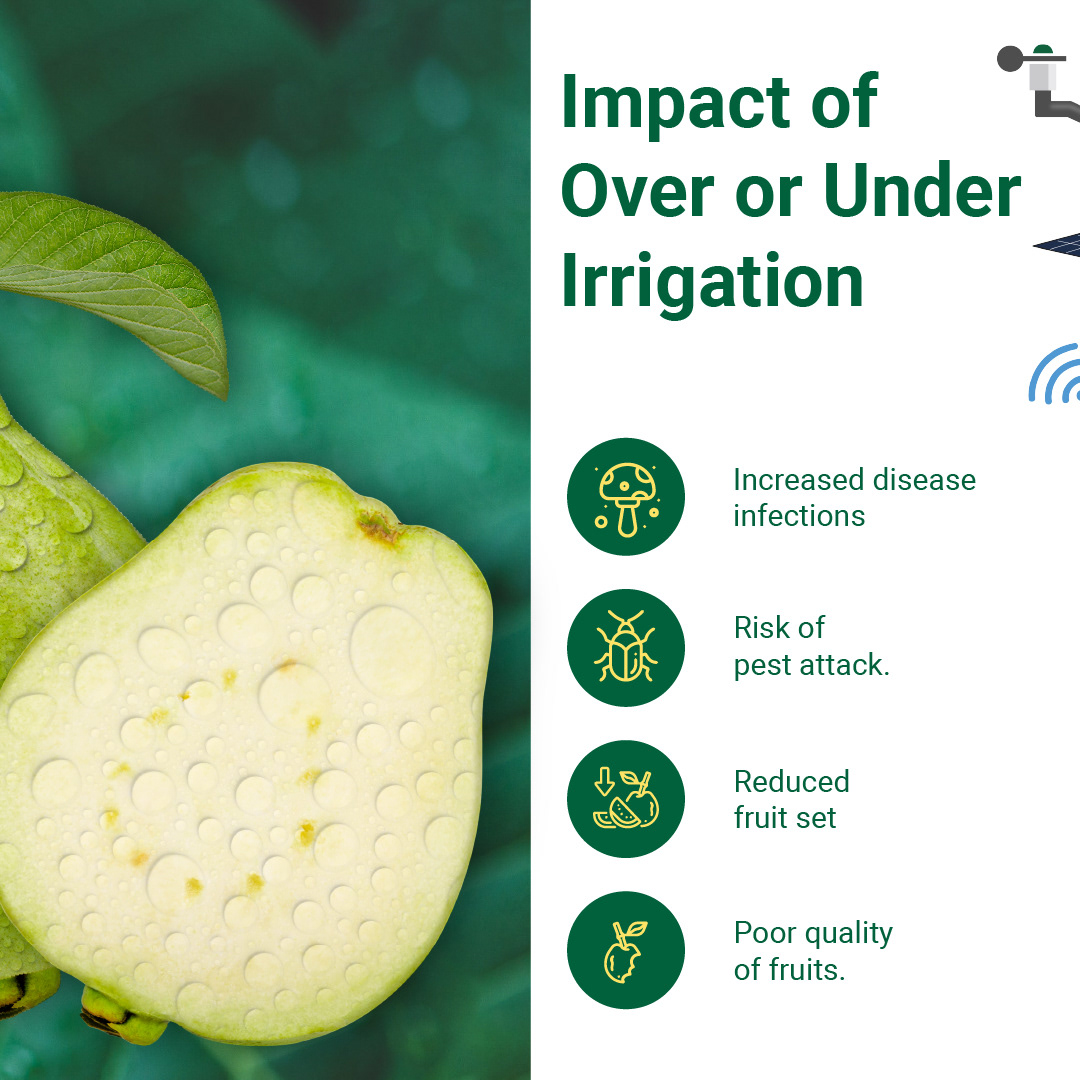 Impact of
Over or Under
Irrigation
Increased disease
infections
Risk of
pest attack.
Reduced
fruit set
Poor quality
of fruits.